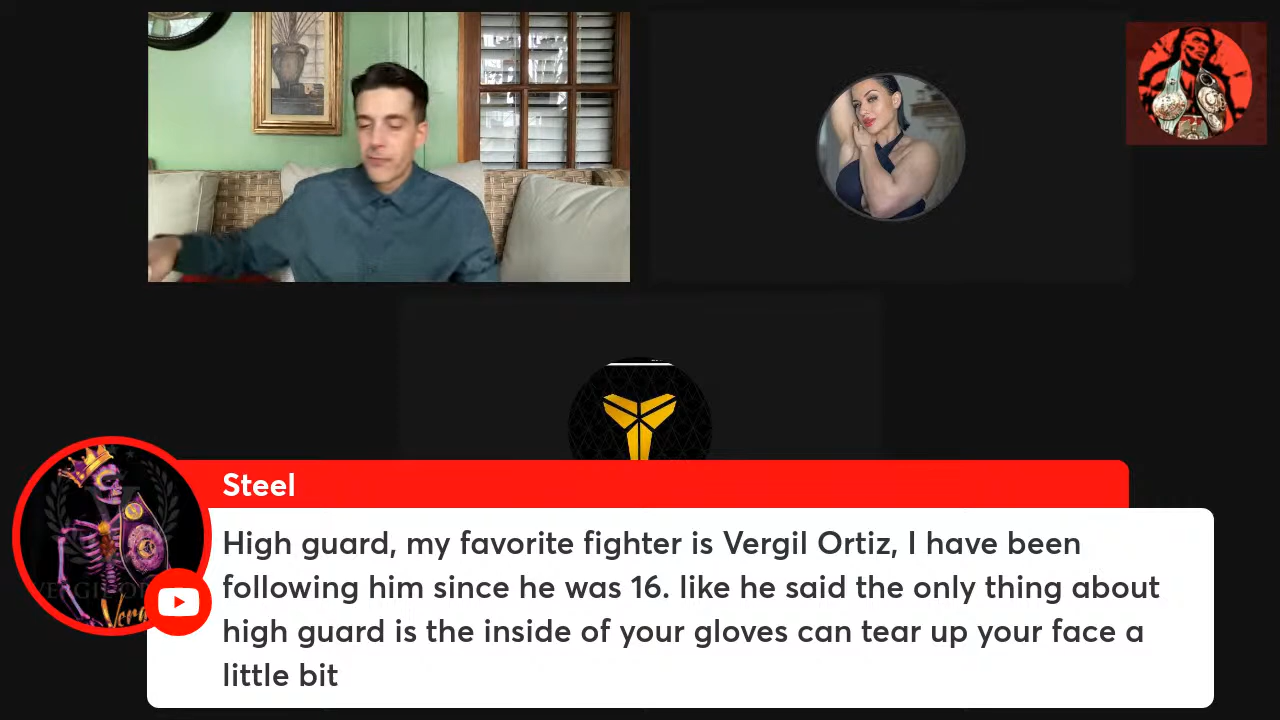 Steel
High guard, my favorite fighter is Vergil Ortiz, I have been
following him since he was 16. like he said the only thing about
high guard is the inside of your gloves can tear up your face a
little bit